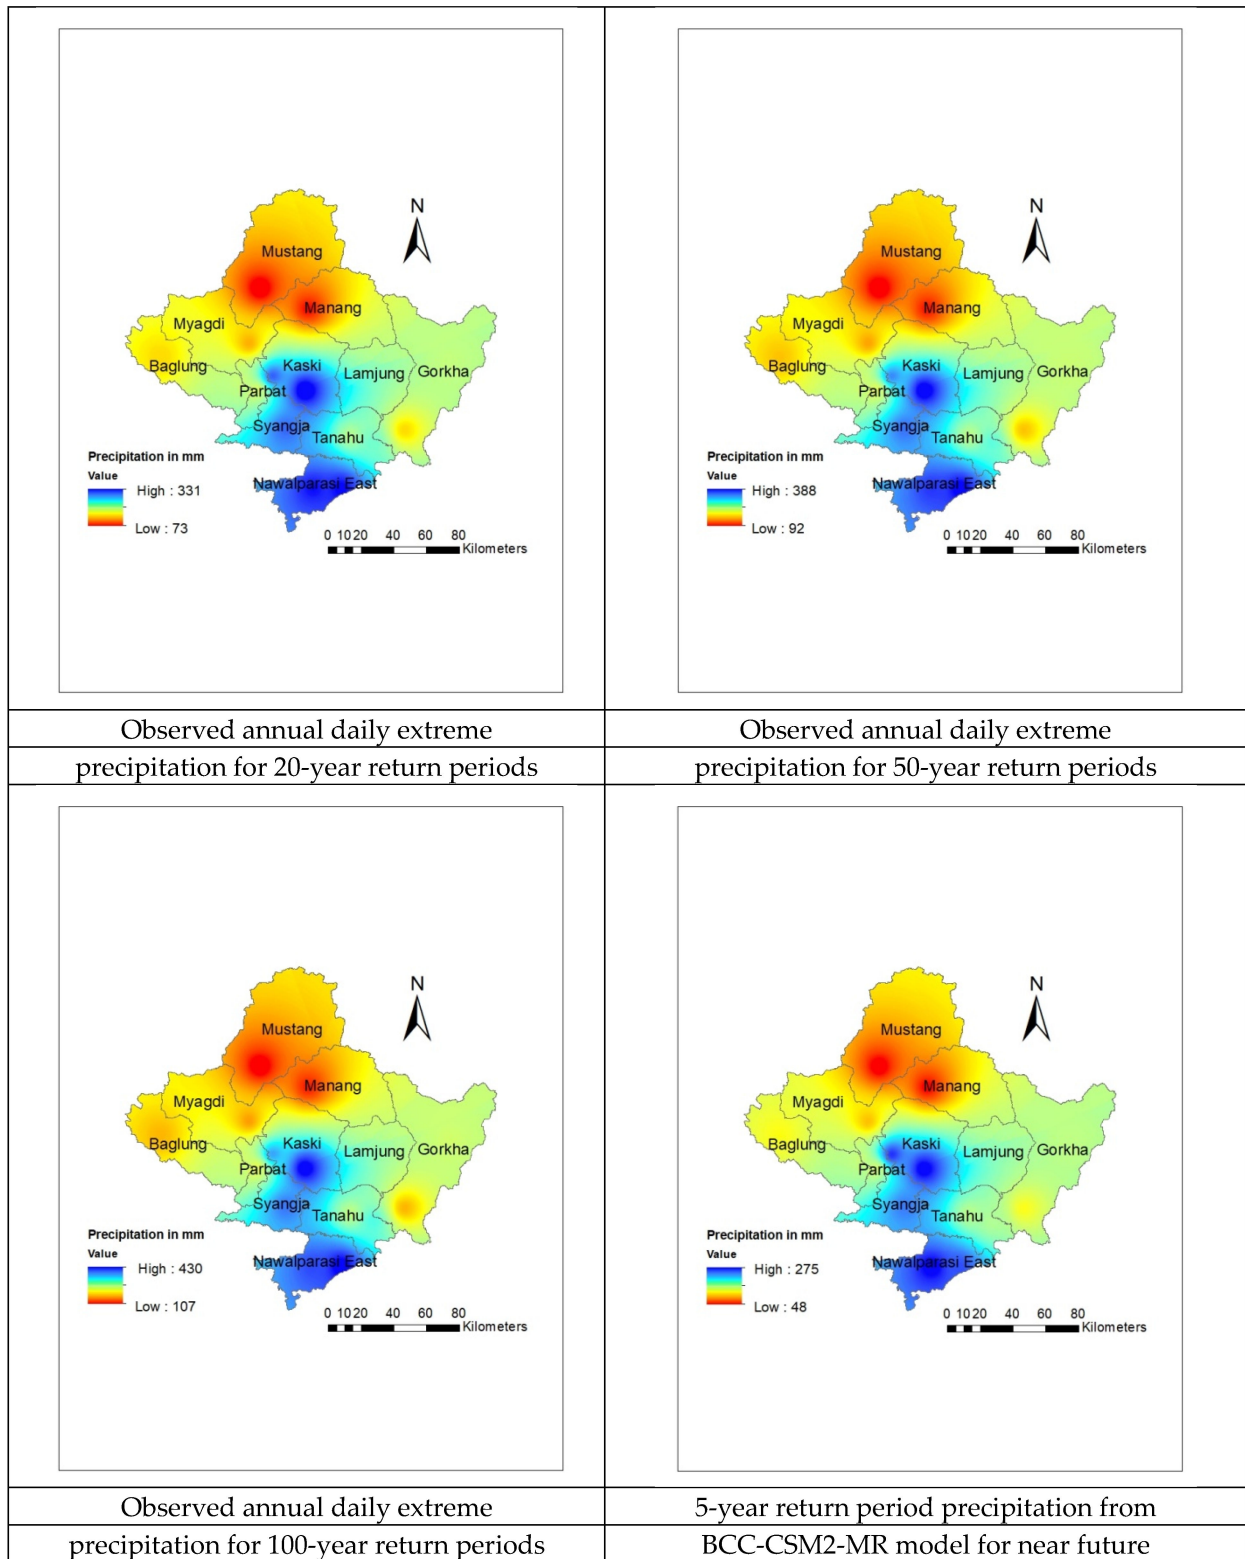 N
Mustang
Manang
Myagdi
Baglung
Kaski
Lamjung
Gorkha
Parbat
Syangja
Tanahu
Precipitation in mm
Value
Nawalparasi East
High : 331
Low : 73
0 10 20 40 60 80
Kilometers
N
Mustang
Manang
Myagdi
Baglung
Kaski
Lamjung
Gorkha
Parbat
Syangja
Tanahu
Precipitation in mm
Value
Nawalparasi East
High : 388
Low : 92
0 10 20 40 60 80
Kilometers
Observed annual daily extreme
precipitation for 20-year return periods
Observed annual daily extreme
precipitation for 50-year return periods
N
Mustang
Manang
Myagdi
Baglung
Kaski
Lamjung
Gorkha
Parbat
Syangja
Tanahu
Precipitation in mm
Value
Nawalparasi East
High : 430
Low : 107
0 10 20 40 60 80
Kilometers
N
Mustang
Manang
Myagdi
Baglung
Kaski
Lamjung
Gorkha
Parbat
Syangja
Tanahu
Precipitation in mm
Value
Nawalparasi East
High : 275
Low : 48
0 10 20 40 60 80
Kilometers
Observed annual daily extreme
precipitation for 100-year return periods
5-year return period precipitation from
BCC-CSM2-MR model for near future